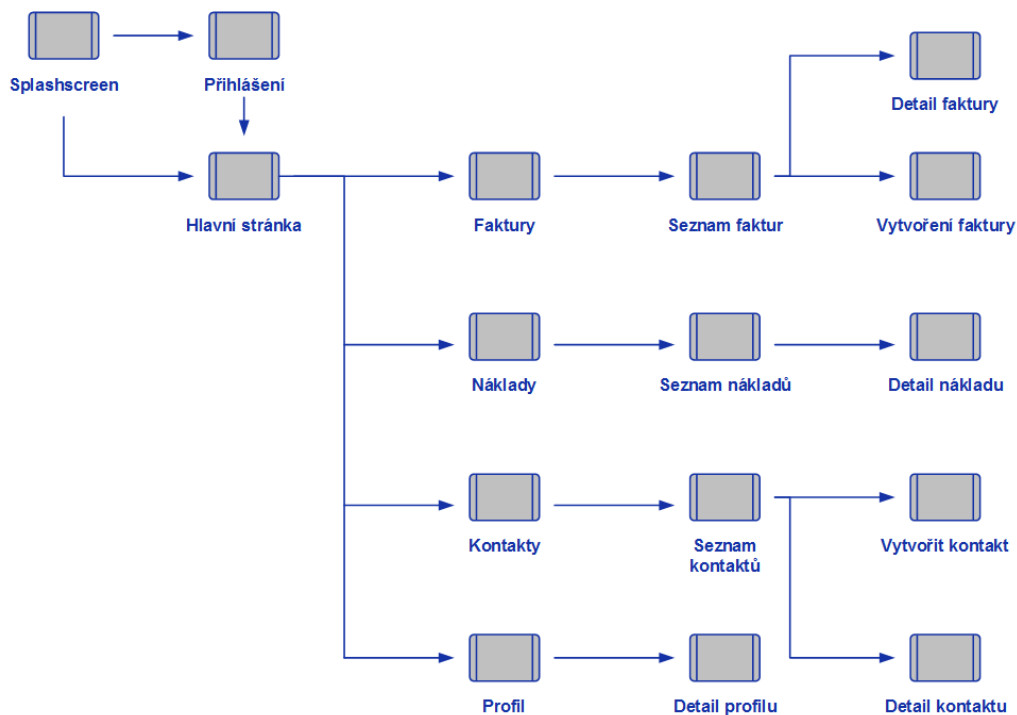 Splashscreen
Přihlášení
Detail faktury
Hlavní stránka
Faktury
Seznam faktur
Vytvoření faktury
Náklady
Seznam nákladů
Detail nákladu
Kontakty
Seznam
kontaktů
Vytvořit kontakt
Profil
Detail profilu
Detail kontaktu